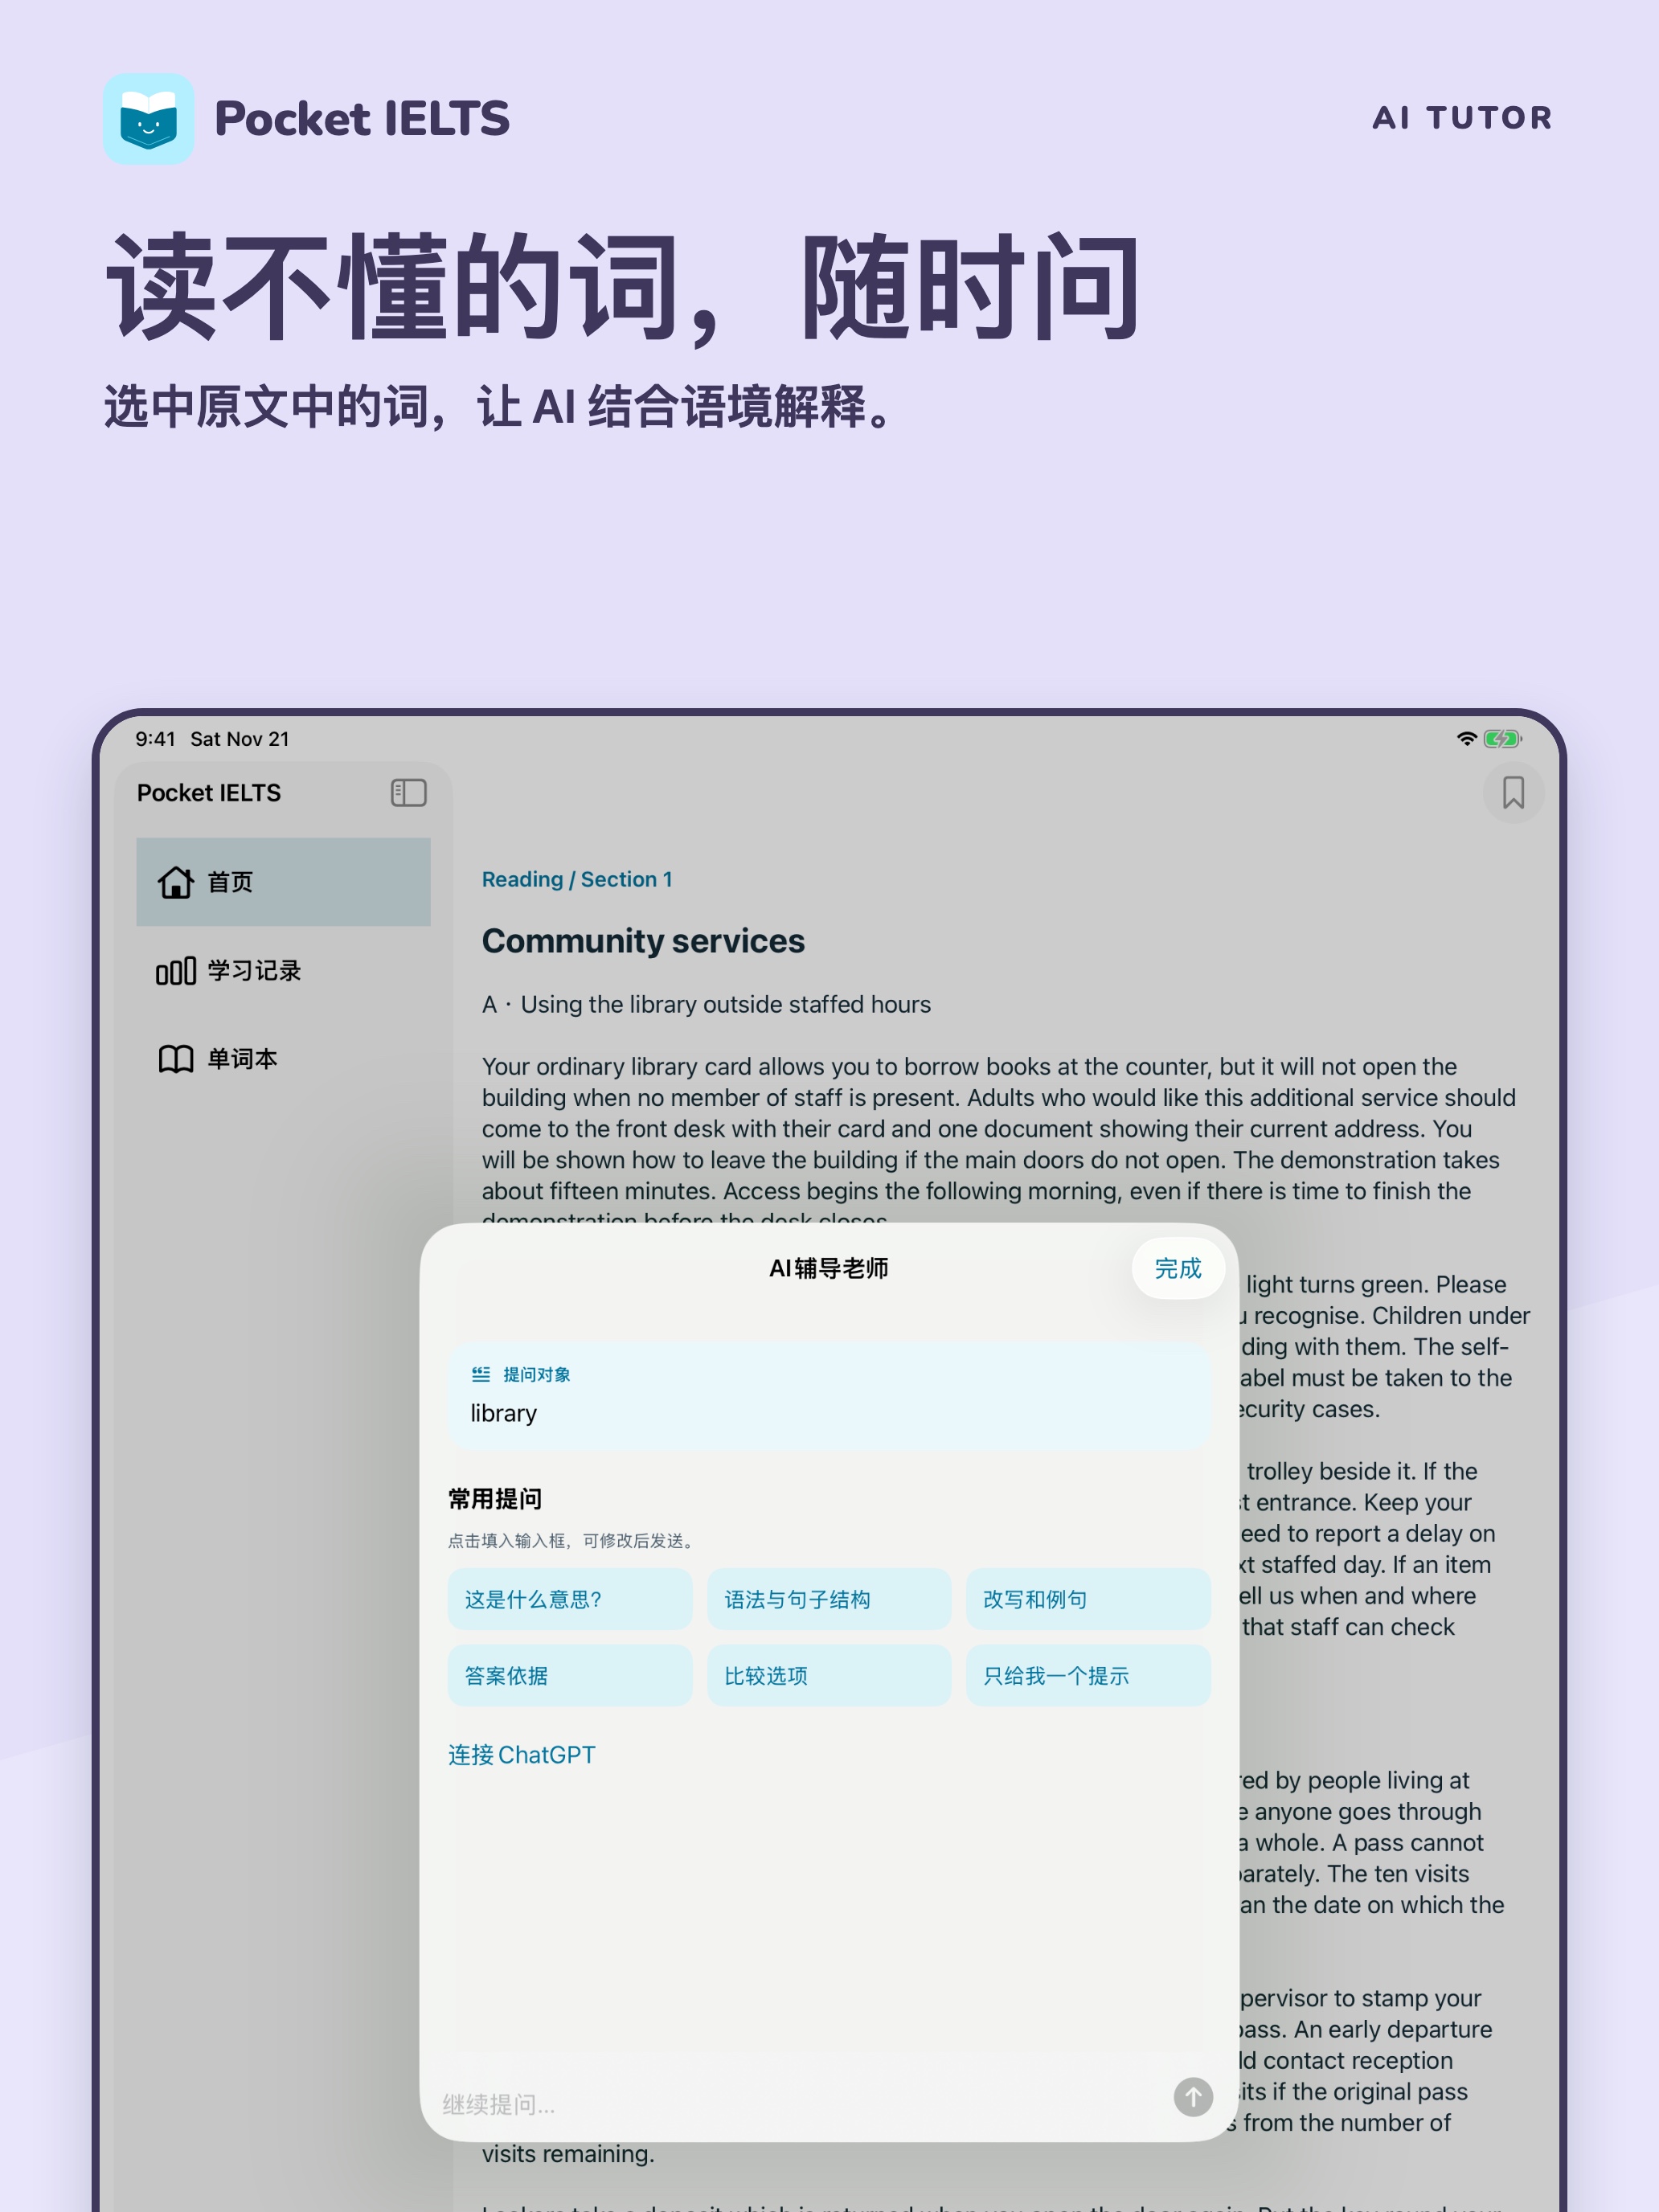 Pocket IELTS
AI TUTOR
读不懂的词，随时问
选中原文中的词，让 AI 结合语境解释。
9:41 Sat Nov 21
Pocket IELTS
首页
学习记录
单词本
Reading / Section 1
Community services
A · Using the library outside staffed hours
Your ordinary library card allows you to borrow books at the counter, but it will not open the
building when no member of staff is present. Adults who would like this additional service should
come to the front desk with their card and one document showing their current address. You
will be shown how to leave the building if the main doors do not open. The demonstration takes
about fifteen minutes. Access begins the following morning, even if there is time to finish the
demonstration before the desk closes.
AI辅导老师
完成
提问对象
library
常用提问
点击填入输入框，可修改后发送。
这是什么意思？
语法与句子结构
改写和例句
答案依据
比较选项
只给我一个提示
连接 ChatGPT
继续提问...
light turns green. Please
recognise. Children under
with them. The self-
must be taken to the
cases.
trolley beside it. If the
entrance. Keep your
to report a delay on
staffed day. If an item
us when and where
that staff can check
by people living at
anyone goes through
a whole. A pass cannot
The ten visits
the date on which the
to stamp your
An early departure
contact reception
if the original pass
from the number of
visits remaining.